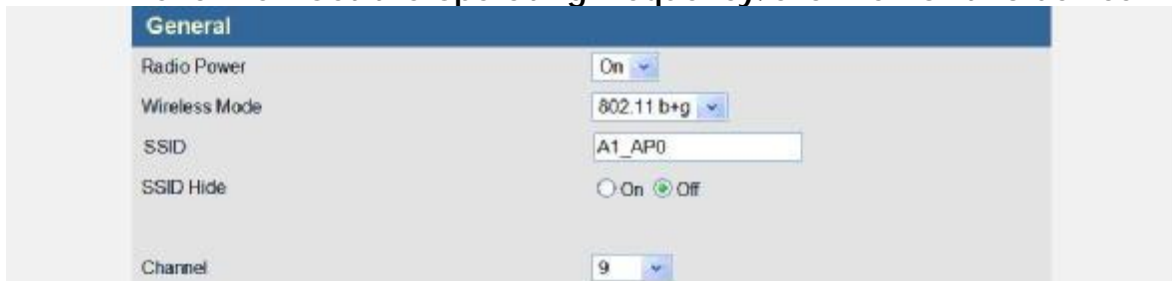 General
Radio Power On
Wireless Mode 802.11 b+g
SSID A1_AP0
SSID Hide On Off
Channel 9